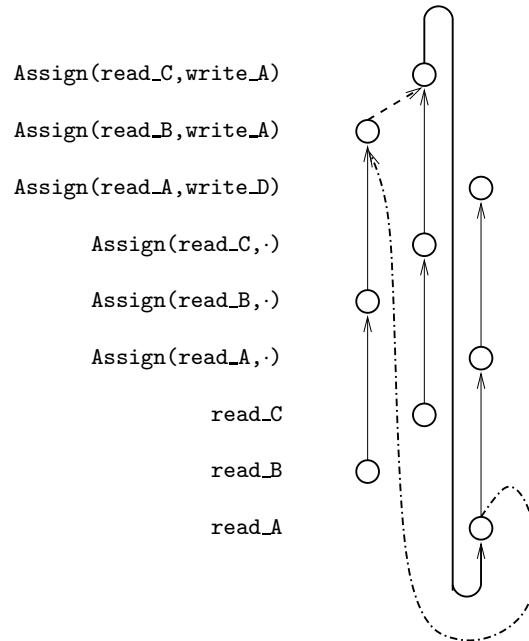 Assign(read_C,write_A)
Assign(read_B,write_A)
Assign(read_A,write_D)
Assign(read_C,·)
Assign(read_B,·)
Assign(read_A,·)
read_C
read_B
read_A